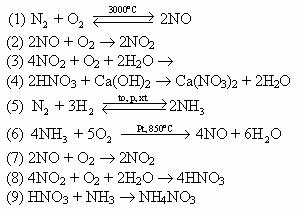 (1) N₂ + O₂ ⇌ 3000°C 2NO
(2) 2NO + O₂ → 2NO₂
(3) 4NO₂ + O₂ + 2H₂O →
(4) 2HNO₃ + Ca(OH)₂ → Ca(NO₃)₂ + 2H₂O
(5) N₂ + 3H₂ ⇌ to, p, xt 2NH₃
(6) 4NH₃ + 5O₂ → Pt, 850°C 4NO + 6H₂O
(7) 2NO + O₂ → 2NO₂
(8) 4NO₂ + O₂ + 2H₂O → 4HNO₃
(9) HNO₃ + NH₃ → NH4NO₃